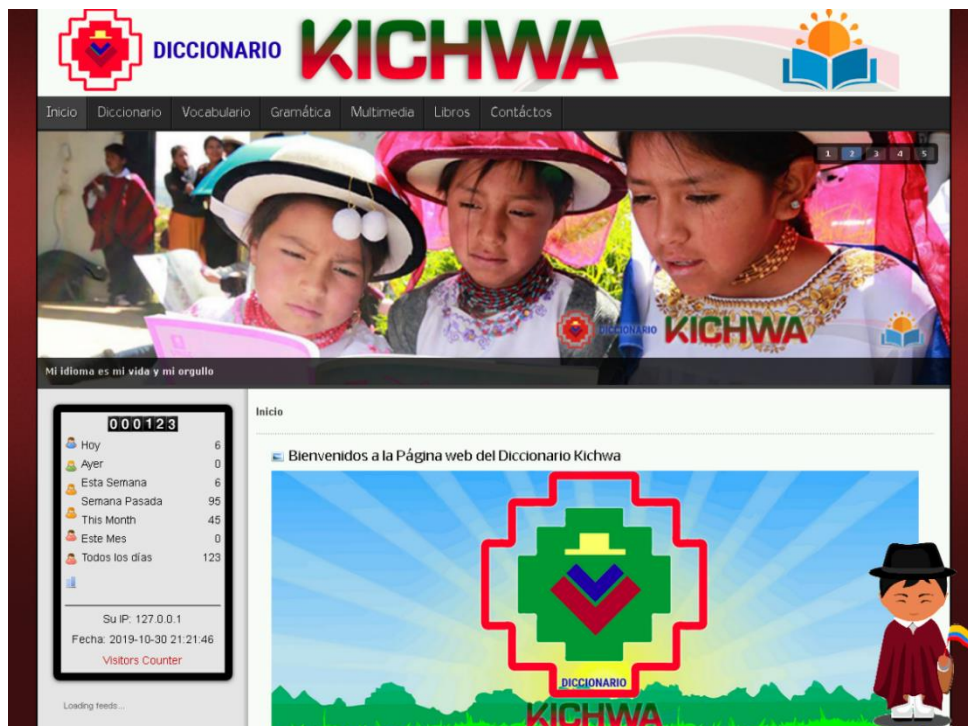 DICCIONARIO KICHWA
Inicio Diccionario Vocabulario Gramática Multimedia Libros Contáctos
1 2 3 4 5
DICCIONARIO KICHWA
Mi idioma es mi vida y mi orgullo
000123
Hoy 6
Ayer 0
Esta Semana 6
Semana Pasada 95
This Month 45
Este Mes 0
Todos los días 123
Su IP: 127.0.0.1
Fecha: 2019-10-30 21:21:46
Visitors Counter
Loading feeds...
Inicio
Bienvenidos a la Página web del Diccionario Kichwa
DICCIONARIO
KICHWA